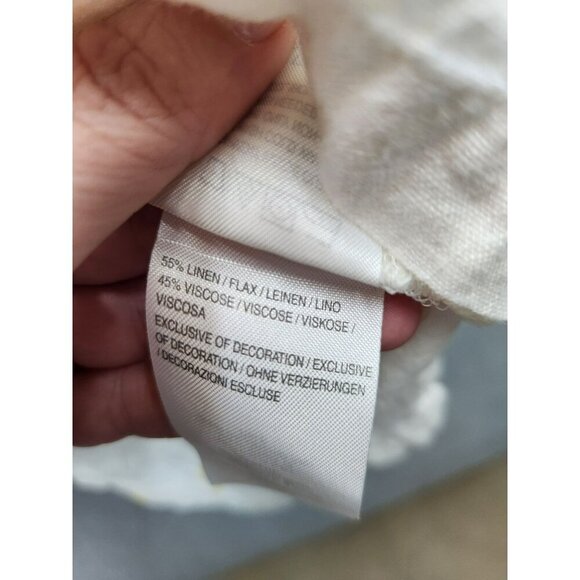 55% LINEN / FLAX / LEINEN / LINO
45% VISCOSE / VISCOSE / VISKOSE /
VISCOSA
EXCLUSIVE OF DECORATION / EXCLUSIVE
OF DECORATION / OHNE VERZIERUNGEN
/ DECORAZIONI ESCLUSE